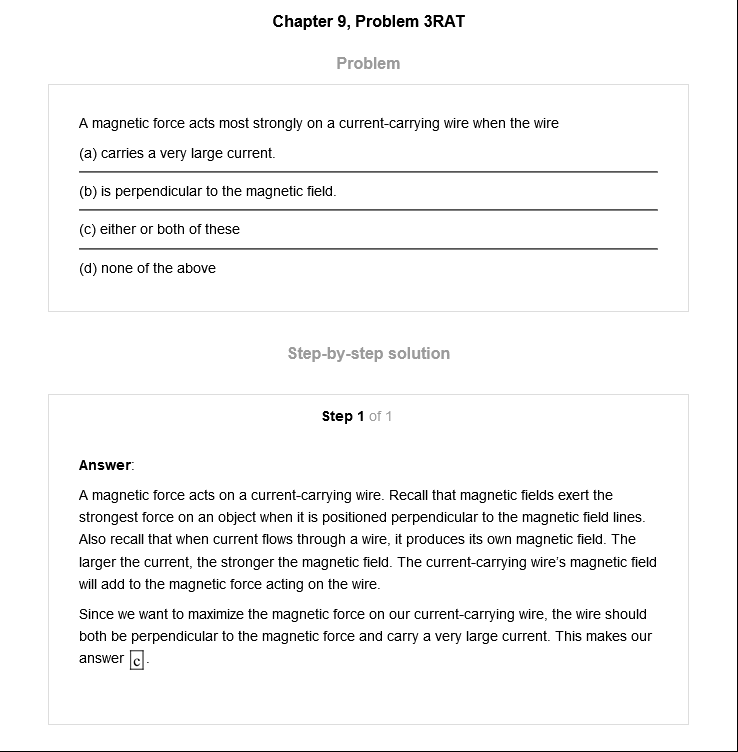 Chapter 9, Problem 3RAT
Problem
A magnetic force acts most strongly on a current-carrying wire when the wire
(a) carries a very large current.
(b) is perpendicular to the magnetic field.
(c) either or both of these
(d) none of the above
Step-by-step solution
Step 1 of 1
Answer:
A magnetic force acts on a current-carrying wire. Recall that magnetic fields exert the
strongest force on an object when it is positioned perpendicular to the magnetic field lines.
Also recall that when current flows through a wire, it produces its own magnetic field. The
larger the current, the stronger the magnetic field. The current-carrying wire's magnetic field
will add to the magnetic force acting on the wire.
Since we want to maximize the magnetic force on our current-carrying wire, the wire should
both be perpendicular to the magnetic force and carry a very large current. This makes our
answer c.